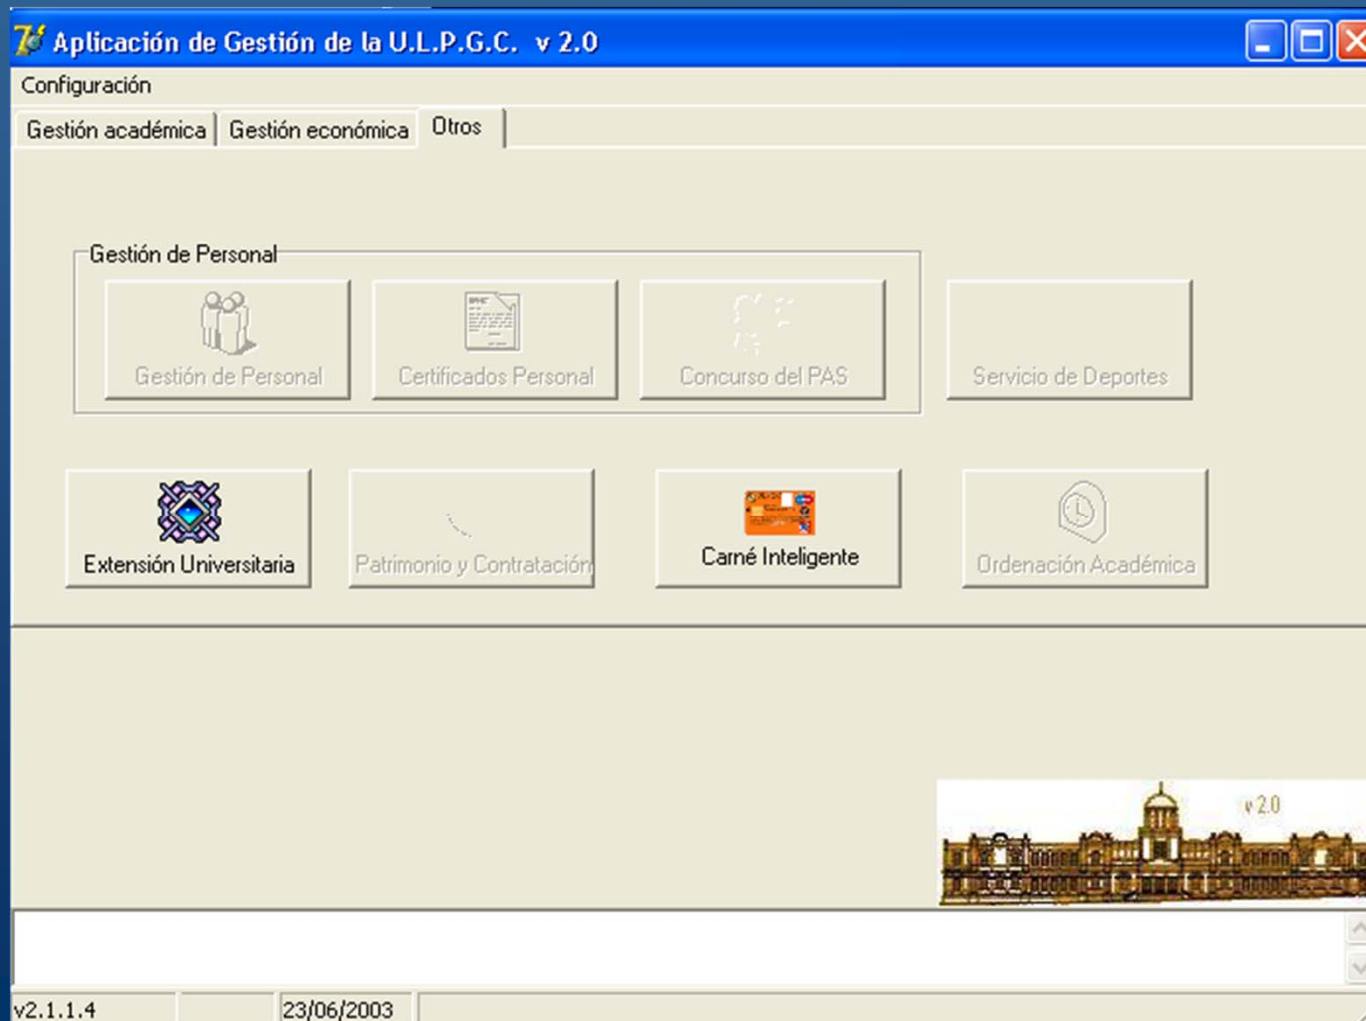 Aplicación de Gestión de la U.L.P.G.C. v 2.0
Configuración
Gestión académica Gestión económica Otros
Gestión de Personal
Gestión de Personal Certificados Personal Concurso del PAS Servicio de Deportes
Extensión Universitaria Patrimonio y Contratación Carné Inteligente Ordenación Académica
v 2.0
v2.1.1.4 23/06/2003